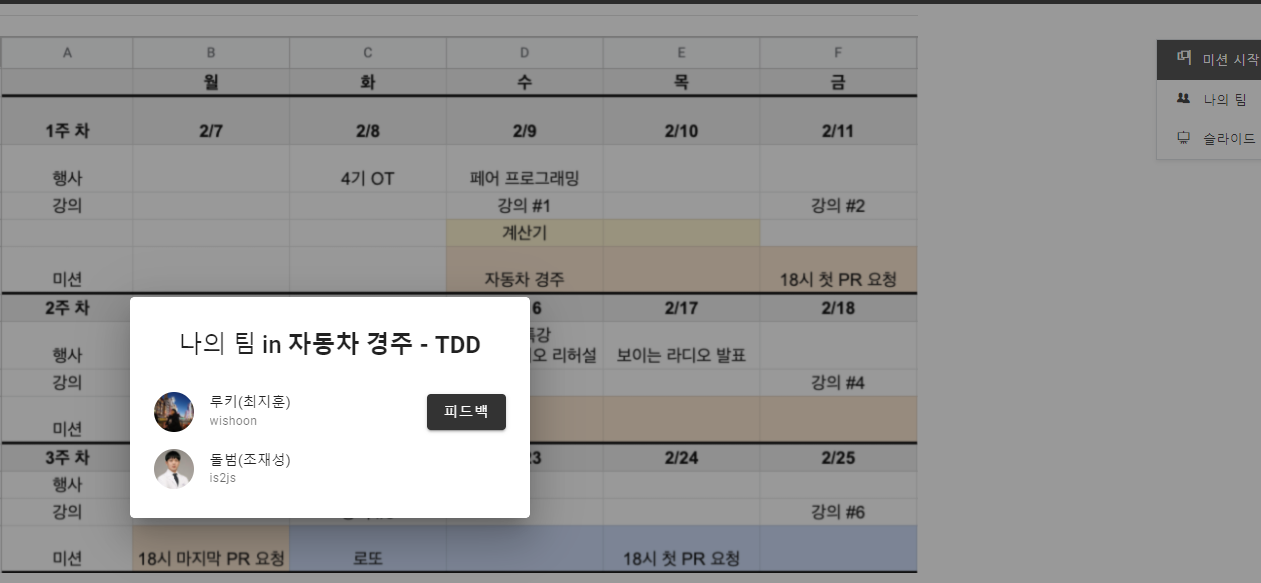 A B C D E F
월 화 수 목 금
1주 차 2/7 2/8 2/9 2/10 2/11
행사 4기 OT 페어 프로그래밍
강의 강의 #1 강의 #2
계산기
미션 자동차 경주 18시 첫 PR 요청
2주 차 6 2/17 2/18
특강
행사 오 리허설 보이는 라디오 발표
강의 강의 #4
미션
3주 차 23 2/24 2/25
행사
강의 강의 #6
미션 18시 마지막 PR 요청 로또 18시 첫 PR 요청
나의 팀 in 자동차 경주 - TDD
루키(최지훈)
wishoon
피드백
돌범(조재성)
is2js
미션 시작
나의 팀
슬라이드